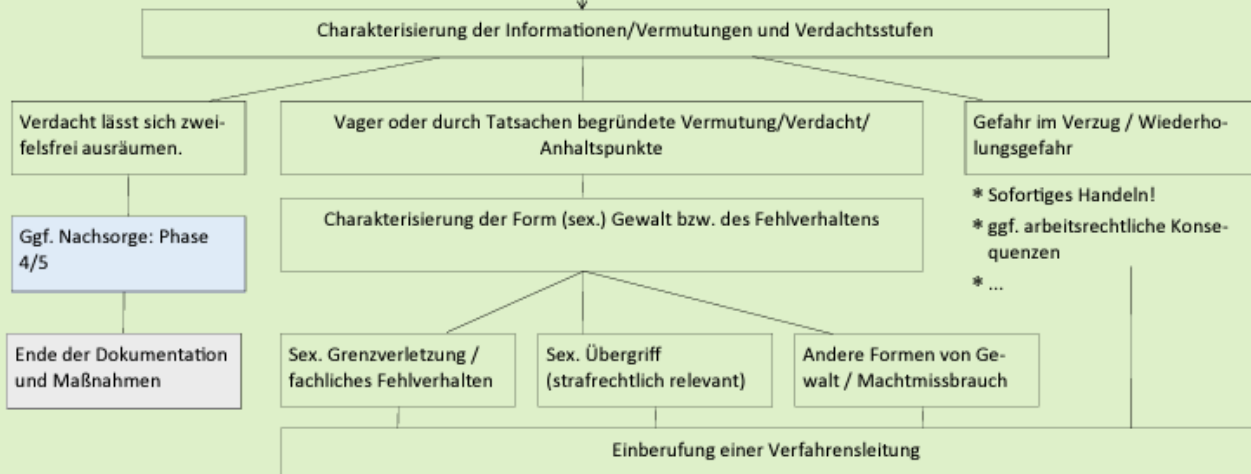 Charakterisierung der Informationen/Vermutungen und Verdachtsstufen
Verdacht lässt sich zwei-
felsfrei ausräumen.
Vager oder durch Tatsachen begründete Vermutung/Verdacht/
Anhaltspunkte
Gefahr im Verzug / Wiederho-
lungsgefahr
* Sofortiges Handeln!
* ggf. arbeitsrechtliche Konse-
quenzen
* ...
Charakterisierung der Form (sex.) Gewalt bzw. des Fehlverhaltens
Ggf. Nachsorge: Phase
4/5
Ende der Dokumentation
und Maßnahmen
Sex. Grenzverletzung /
fachliches Fehlverhalten
Sex. Übergriff
(strafrechtlich relevant)
Andere Formen von Ge-
walt / Machtmissbrauch
Einberufung einer Verfahrensleitung